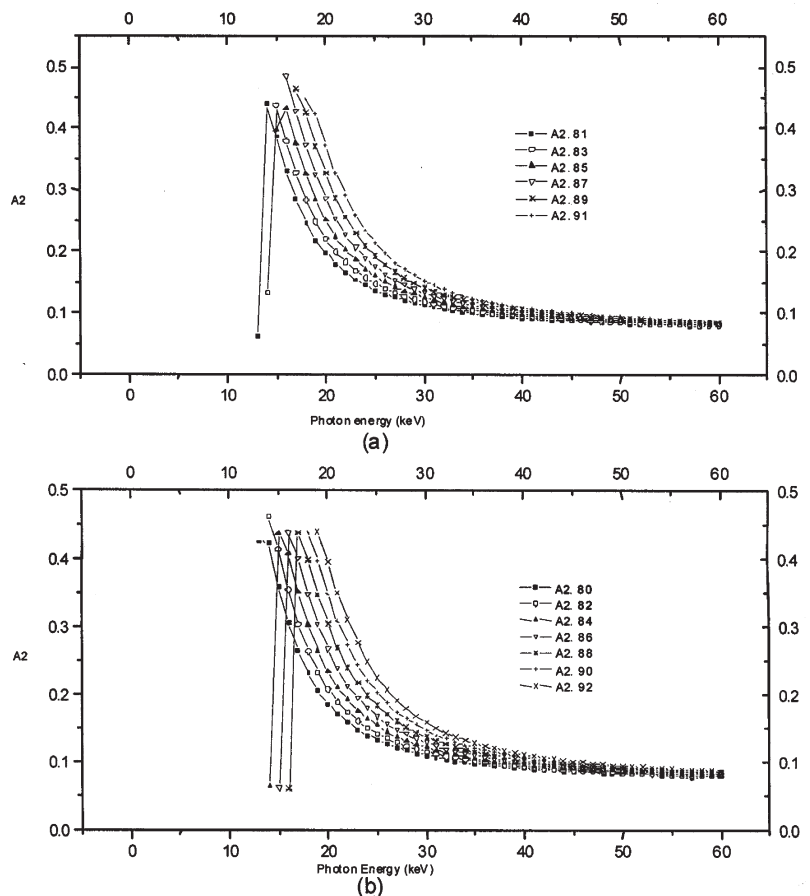 0 10 20 30 40 50 60
0.5 0.5
0.4 0.4
0.3 0.3
0.2 0.2
0.1 0.1
0.0 0.0
A2
A2. 81
A2. 83
A2. 85
A2. 87
A2. 89
A2. 91
0 10 20 30 40 50 60
Photon energy (keV)
(a)
0 10 20 30 40 50 60
0.5 0.5
0.4 0.4
0.3 0.3
0.2 0.2
0.1 0.1
0.0 0.0
A2
A2. 80
A2. 82
A2. 84
A2. 86
A2. 88
A2. 90
A2. 92
0 10 20 30 40 50 60
Photon Energy (keV)
(b)